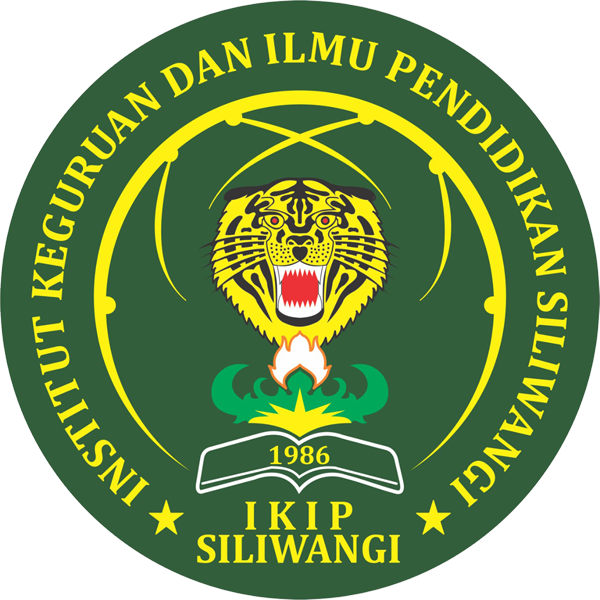 INSTITUT KEGURUAN DAN ILMU PENDIDIKAN SILIWANGI
1986
IKIP
SILIWANGI